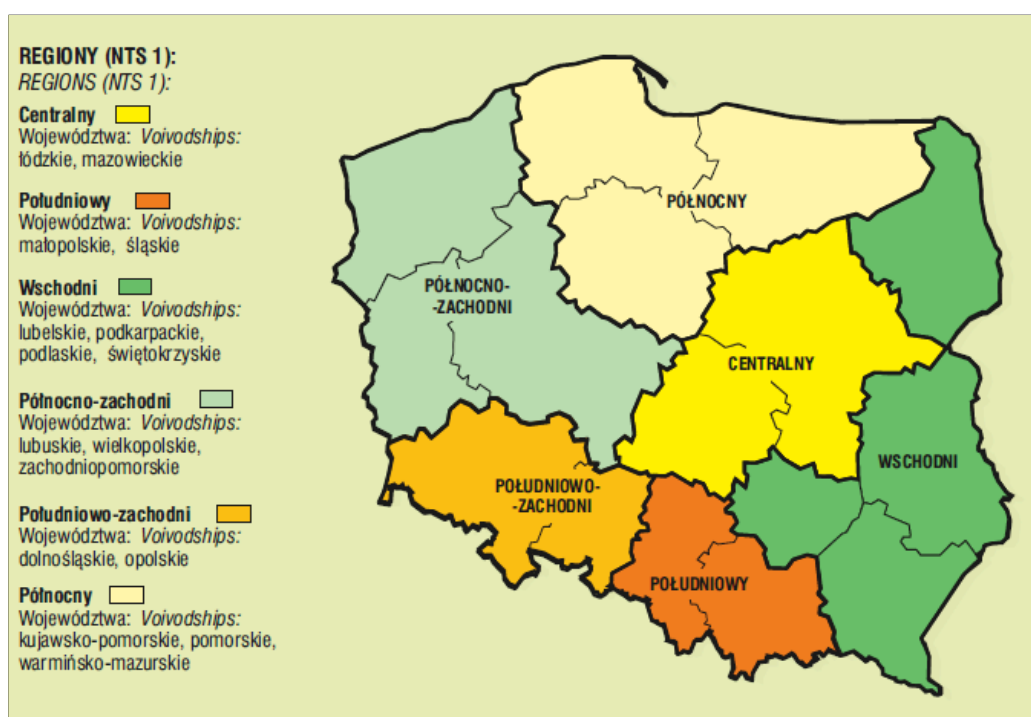 REGIONY (NTS 1):
REGIONS (NTS 1):
Centralny
Województwa: Voivodships:
łódzkie, mazowieckie
Południowy
Województwa: Voivodships:
małopolskie, śląskie
Wschodni
Województwa: Voivodships:
lubelskie, podkarpackie,
podlaskie, świętokrzyskie
Północno-zachodni
Województwa: Voivodships:
lubuskie, wielkopolskie,
zachodniopomorskie
Południowo-zachodni
Województwa: Voivodships:
dolnośląskie, opolskie
Północny
Województwa: Voivodships:
kujawsko-pomorskie, pomorskie,
warmińsko-mazurskie
PÓŁNOCNY
PÓŁNOCNO-
-ZACHODNI
CENTRALNY
WSCHODNI
POŁUDNIOWO-
-ZACHODNI
POŁUDNIOWY